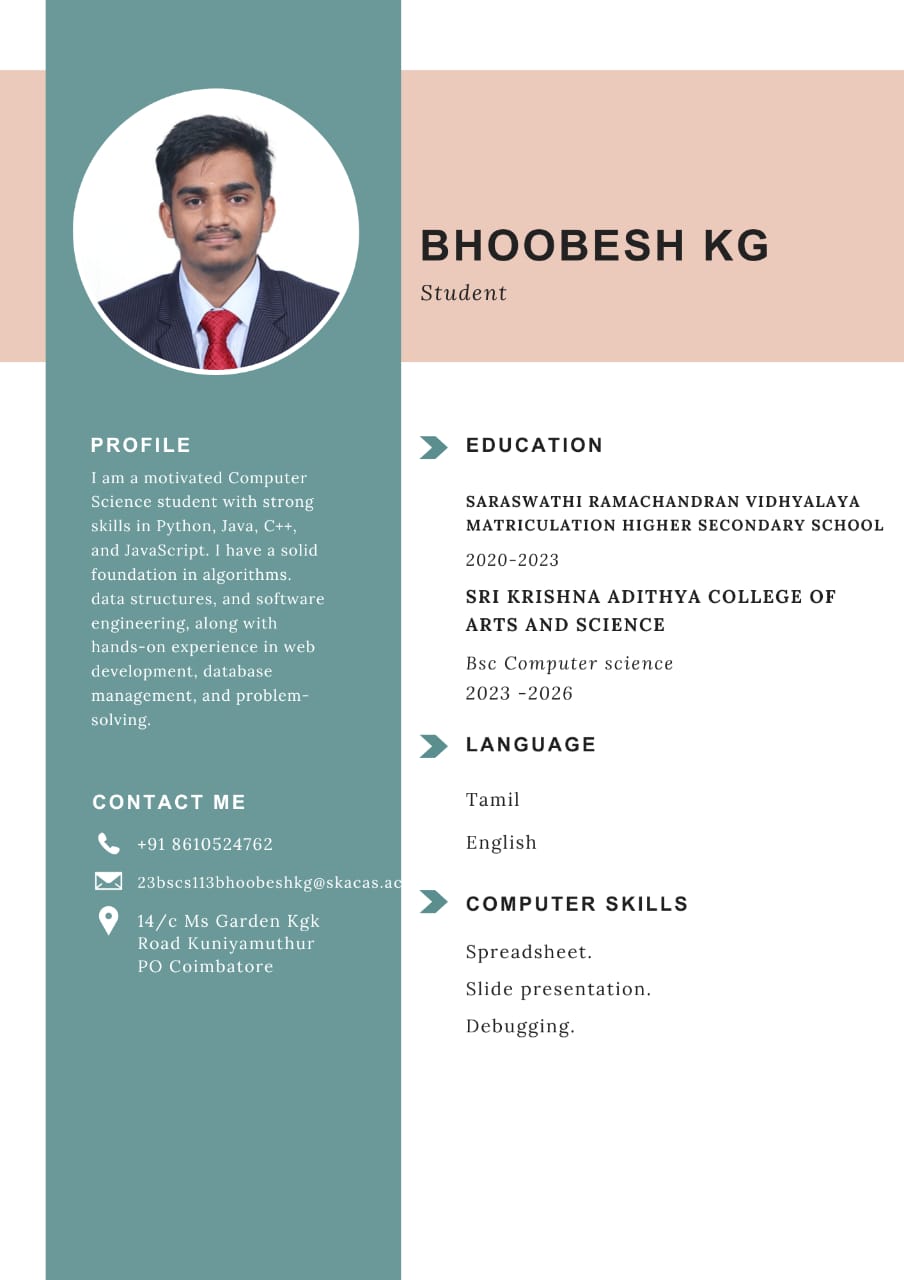 BHOOBESH KG
Student
PROFILE
I am a motivated Computer
Science student with strong
skills in Python, Java, C++,
and JavaScript. I have a solid
foundation in algorithms.
data structures, and software
engineering, along with
hands-on experience in web
development, database
management, and problem-
solving.
CONTACT ME
+91 8610524762
23bscs113bhoobeshkg@skacas.ac
14/c Ms Garden Kgk
Road Kuniyamuthur
PO Coimbatore
EDUCATION
SARASWATHI RAMACHANDRAN VIDHYALAYA
MATRICULATION HIGHER SECONDARY SCHOOL
2020-2023
SRI KRISHNA ADITHYA COLLEGE OF
ARTS AND SCIENCE
Bsc Computer science
2023 -2026
LANGUAGE
Tamil
English
COMPUTER SKILLS
Spreadsheet.
Slide presentation.
Debugging.